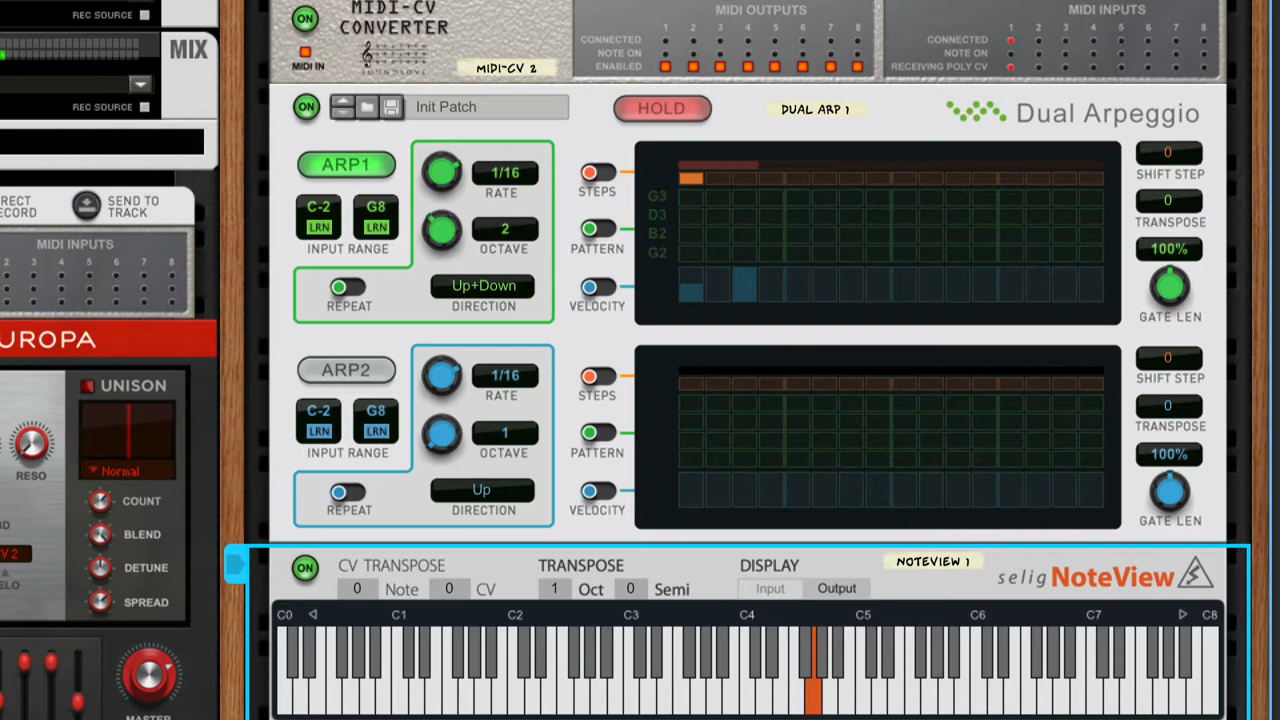 REC SOURCE
ON
MIDI-CV
CONVERTER
SOUNDLOVE
MIDI IN
MIDI-CV 2
MIDI OUTPUTS
1 2 3 4 5 6 7 8
CONNECTED
NOTE ON
ENABLED
MIDI INPUTS
1 2 3 4 5 6 7 8
CONNECTED
NOTE ON
RECEIVING POLY CV
MIX
REC SOURCE
ON
Init Patch
HOLD
DUAL ARP 1
Dual Arpeggio
ARP1
C-2
LRN
G8
LRN
INPUT RANGE
1/16
RATE
2
OCTAVE
REPEAT
Up+Down
DIRECTION
STEPS
PATTERN
VELOCITY
G3
D3
B2
G2
0
SHIFT STEP
0
TRANSPOSE
100%
GATE LEN
ARP2
C-2
LRN
G8
LRN
INPUT RANGE
1/16
RATE
1
OCTAVE
REPEAT
Up
DIRECTION
STEPS
PATTERN
VELOCITY
0
SHIFT STEP
0
TRANSPOSE
100%
GATE LEN
SEND TO
TRACK
MIDI INPUTS
2 3 4 5 6 7 8
UROPA
UNISON
Normal
RESO
COUNT
BLEND
DETUNE
SPREAD
MASTER
ON
CV TRANSPOSE
0 Note 0 CV
TRANSPOSE
1 Oct 0 Semi
DISPLAY
Input Output
NOTEVIEW 1
selig NoteView
C0 C1 C2 C3 C4 C5 C6 C7 C8